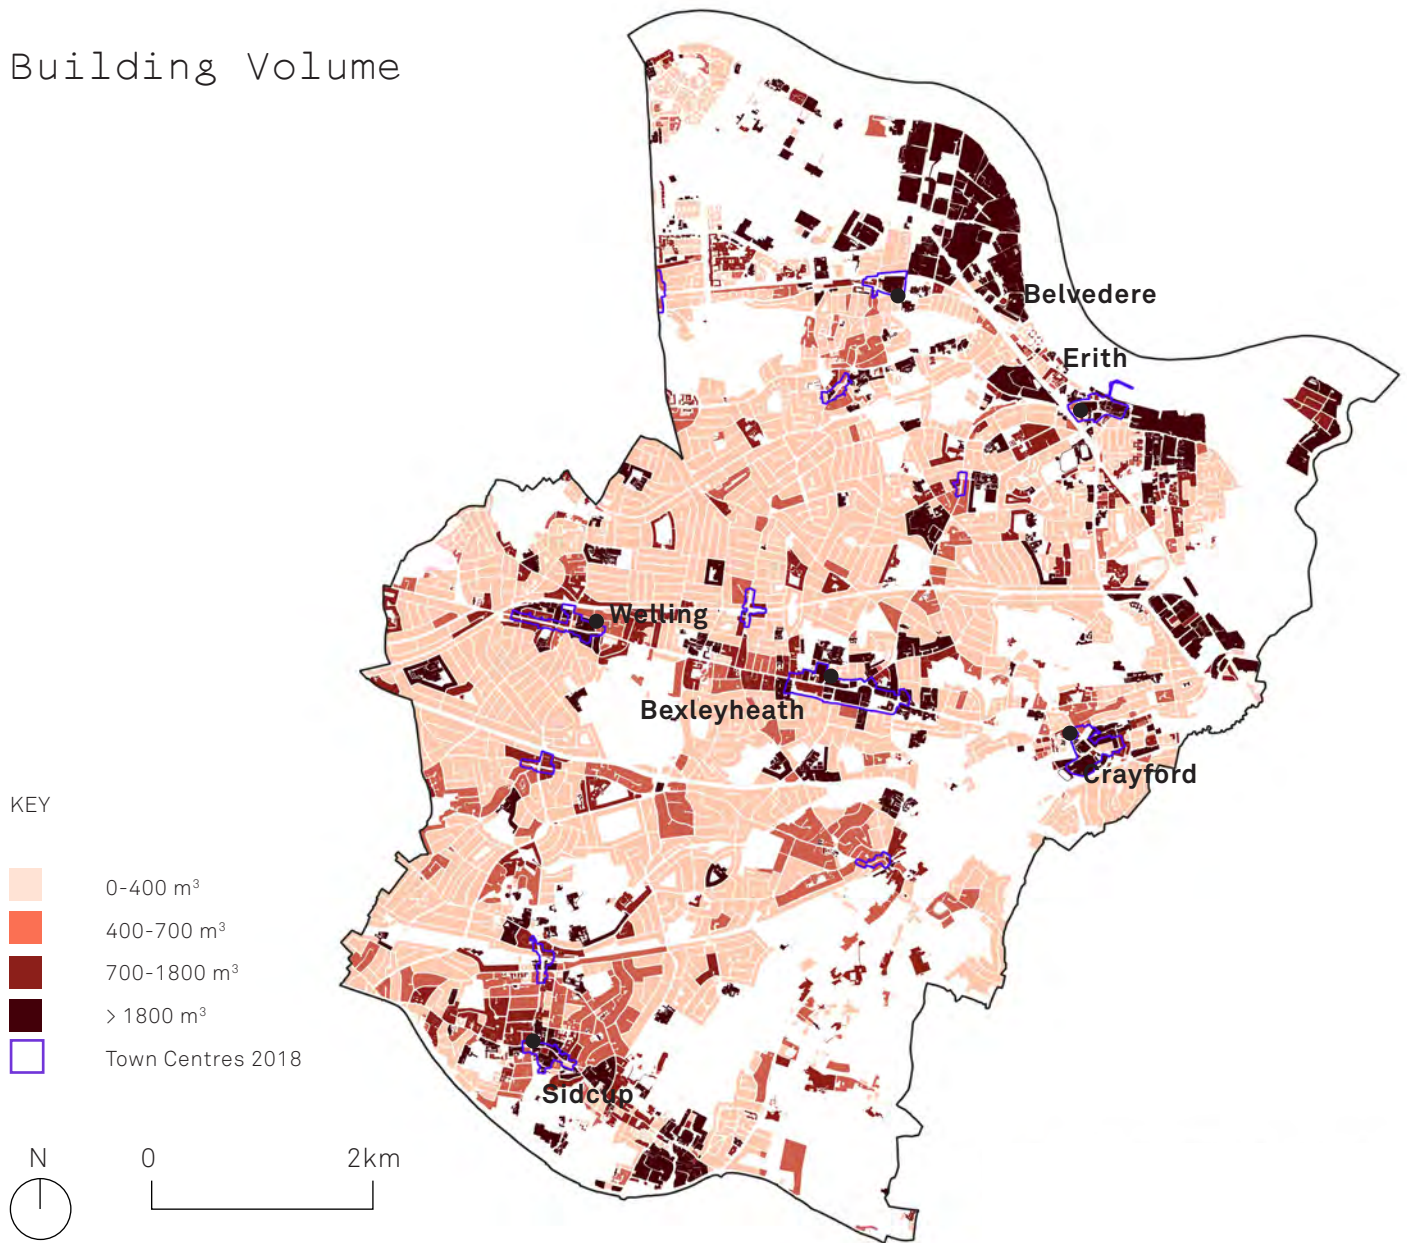 Building Volume
Belvedere
Erith
Welling
Bexleyheath
Crayford
Sidcup
KEY
0-400 m³
400-700 m³
700-1800 m³
> 1800 m³
Town Centres 2018
N
0
2km